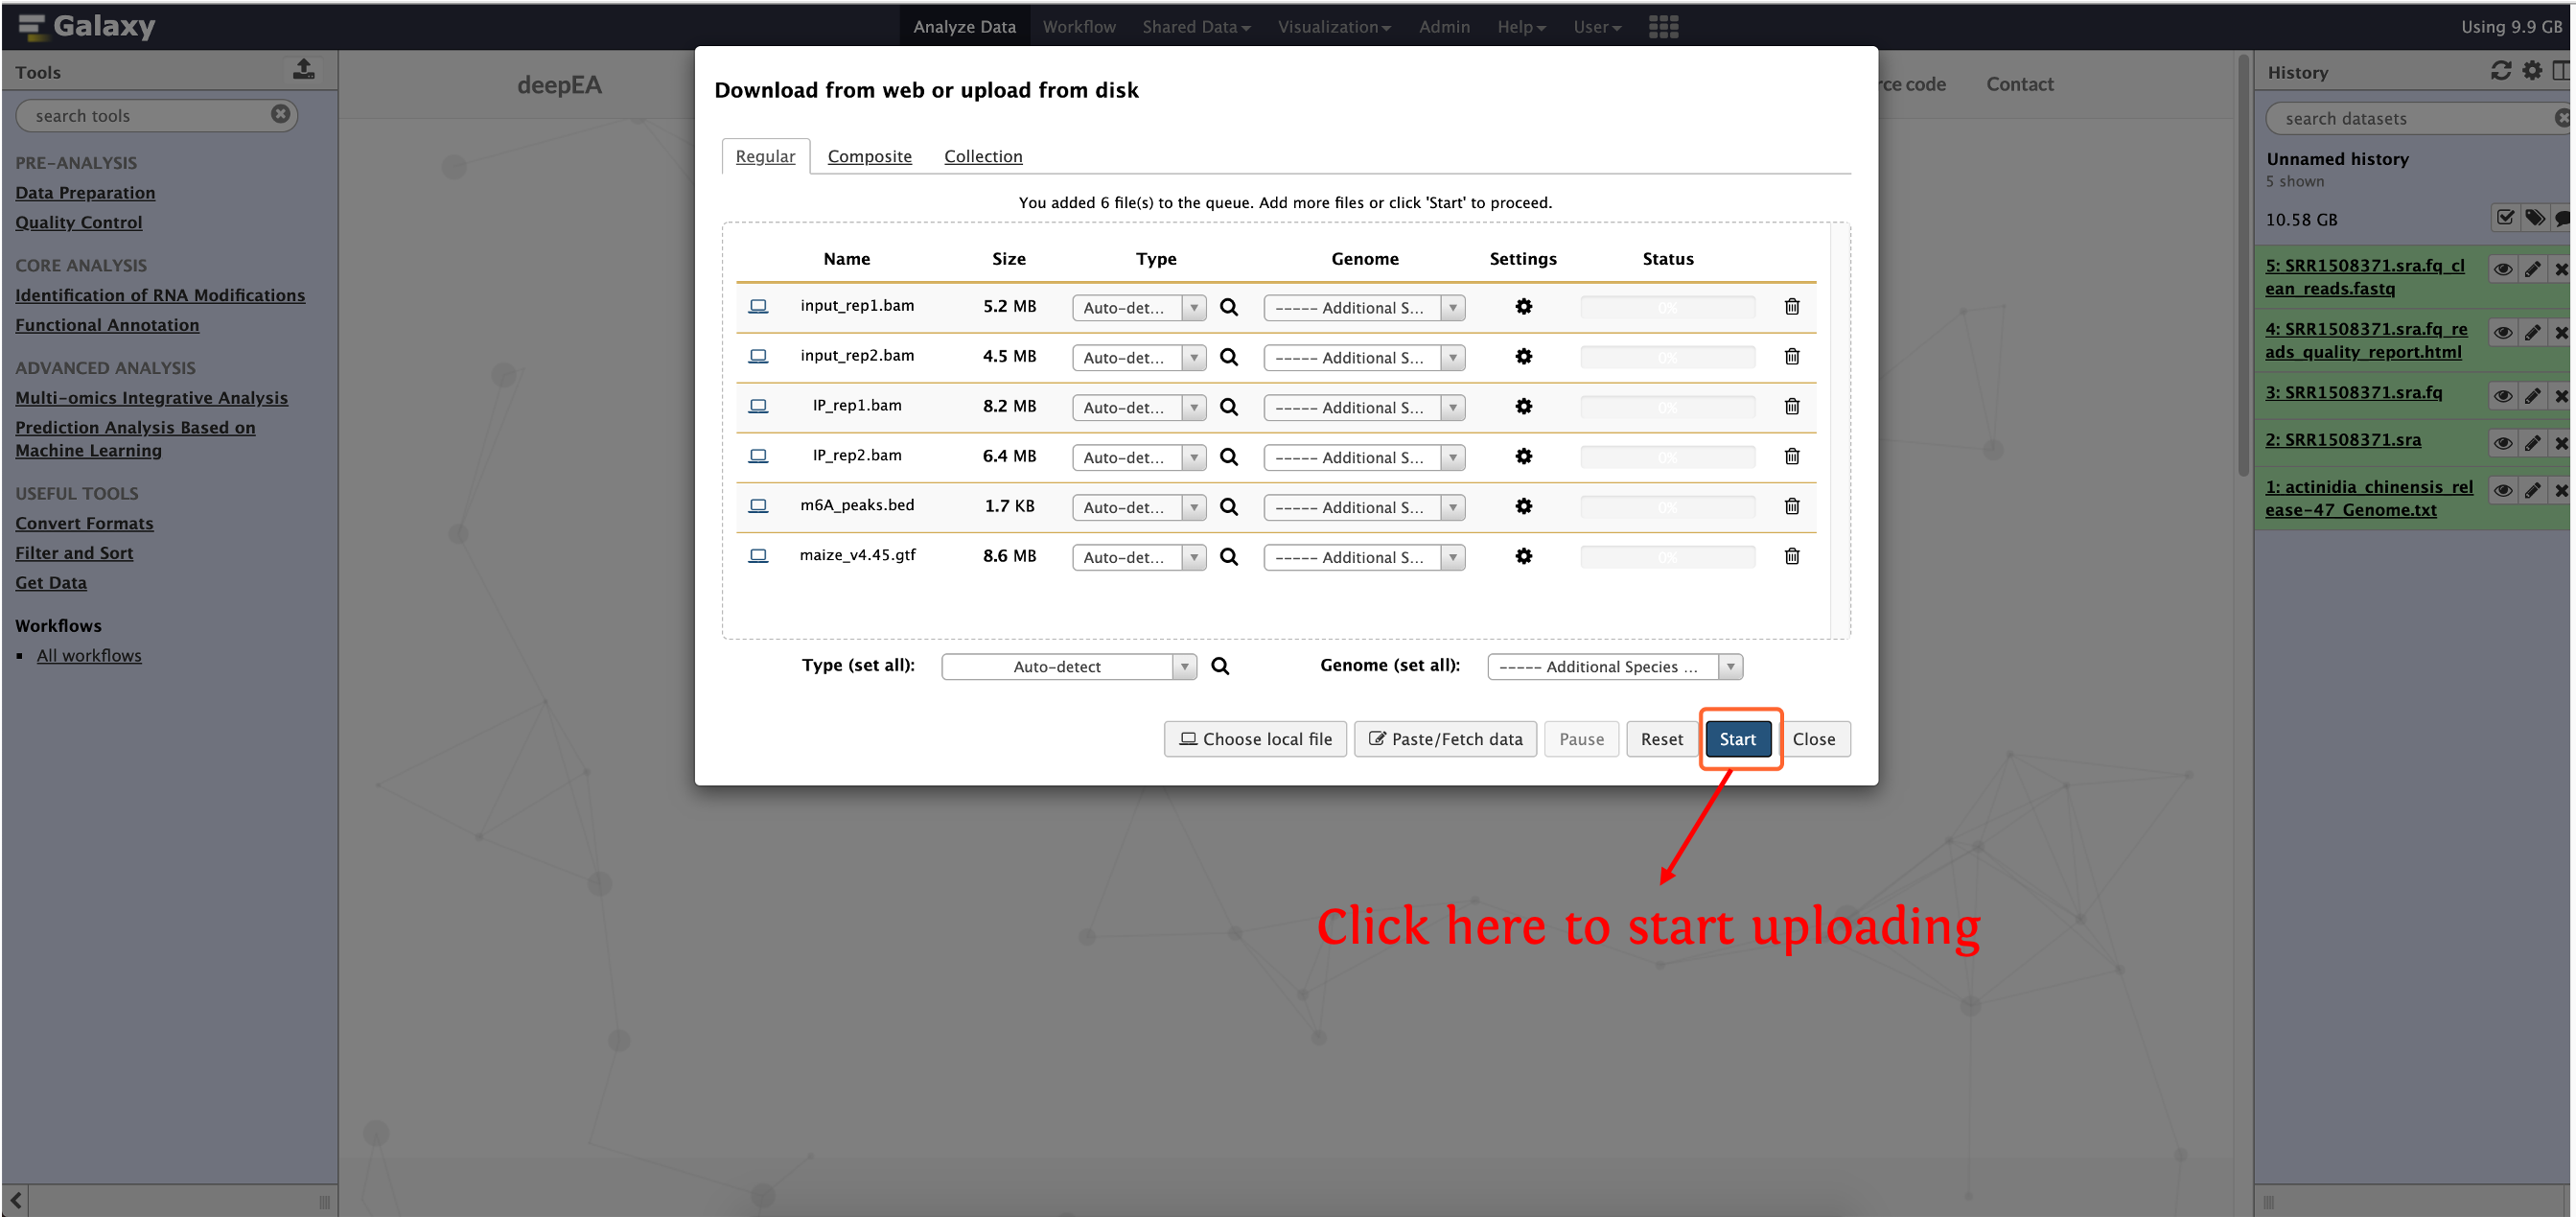 Galaxy
Analyze Data Workflow Shared Data Visualization Admin Help User
Using 9.9 GB
Tools
search tools
PRE-ANALYSIS
Data Preparation
Quality Control
CORE ANALYSIS
Identification of RNA Modifications
Functional Annotation
ADVANCED ANALYSIS
Multi-omics Integrative Analysis
Prediction Analysis Based on
Machine Learning
USEFUL TOOLS
Convert Formats
Filter and Sort
Get Data
Workflows
All workflows
deepEA
rce code Contact
Download from web or upload from disk
Regular Composite Collection
You added 6 file(s) to the queue. Add more files or click 'Start' to proceed.
Name Size Type Genome Settings Status
input_rep1.bam 5.2 MB Auto-det... ----- Additional S... 0%
input_rep2.bam 4.5 MB Auto-det... ----- Additional S... 0%
IP_rep1.bam 8.2 MB Auto-det... ----- Additional S... 0%
IP_rep2.bam 6.4 MB Auto-det... ----- Additional S... 0%
m6A_peaks.bed 1.7 KB Auto-det... ----- Additional S... 0%
maize_v4.45.gtf 8.6 MB Auto-det... ----- Additional S... 0%
Type (set all): Auto-detect Genome (set all): ----- Additional Species ...
Choose local file Paste/Fetch data Pause Reset Start Close
Click here to start uploading
History
search datasets
Unnamed history
5 shown
10.58 GB
5: SRR1508371.sra.fq_cl
ean_reads.fastq
4: SRR1508371.sra.fq_re
ads_quality_report.html
3: SRR1508371.sra.fq
2: SRR1508371.sra
1: actinidia_chinensis_rel
ease-47_Genome.txt